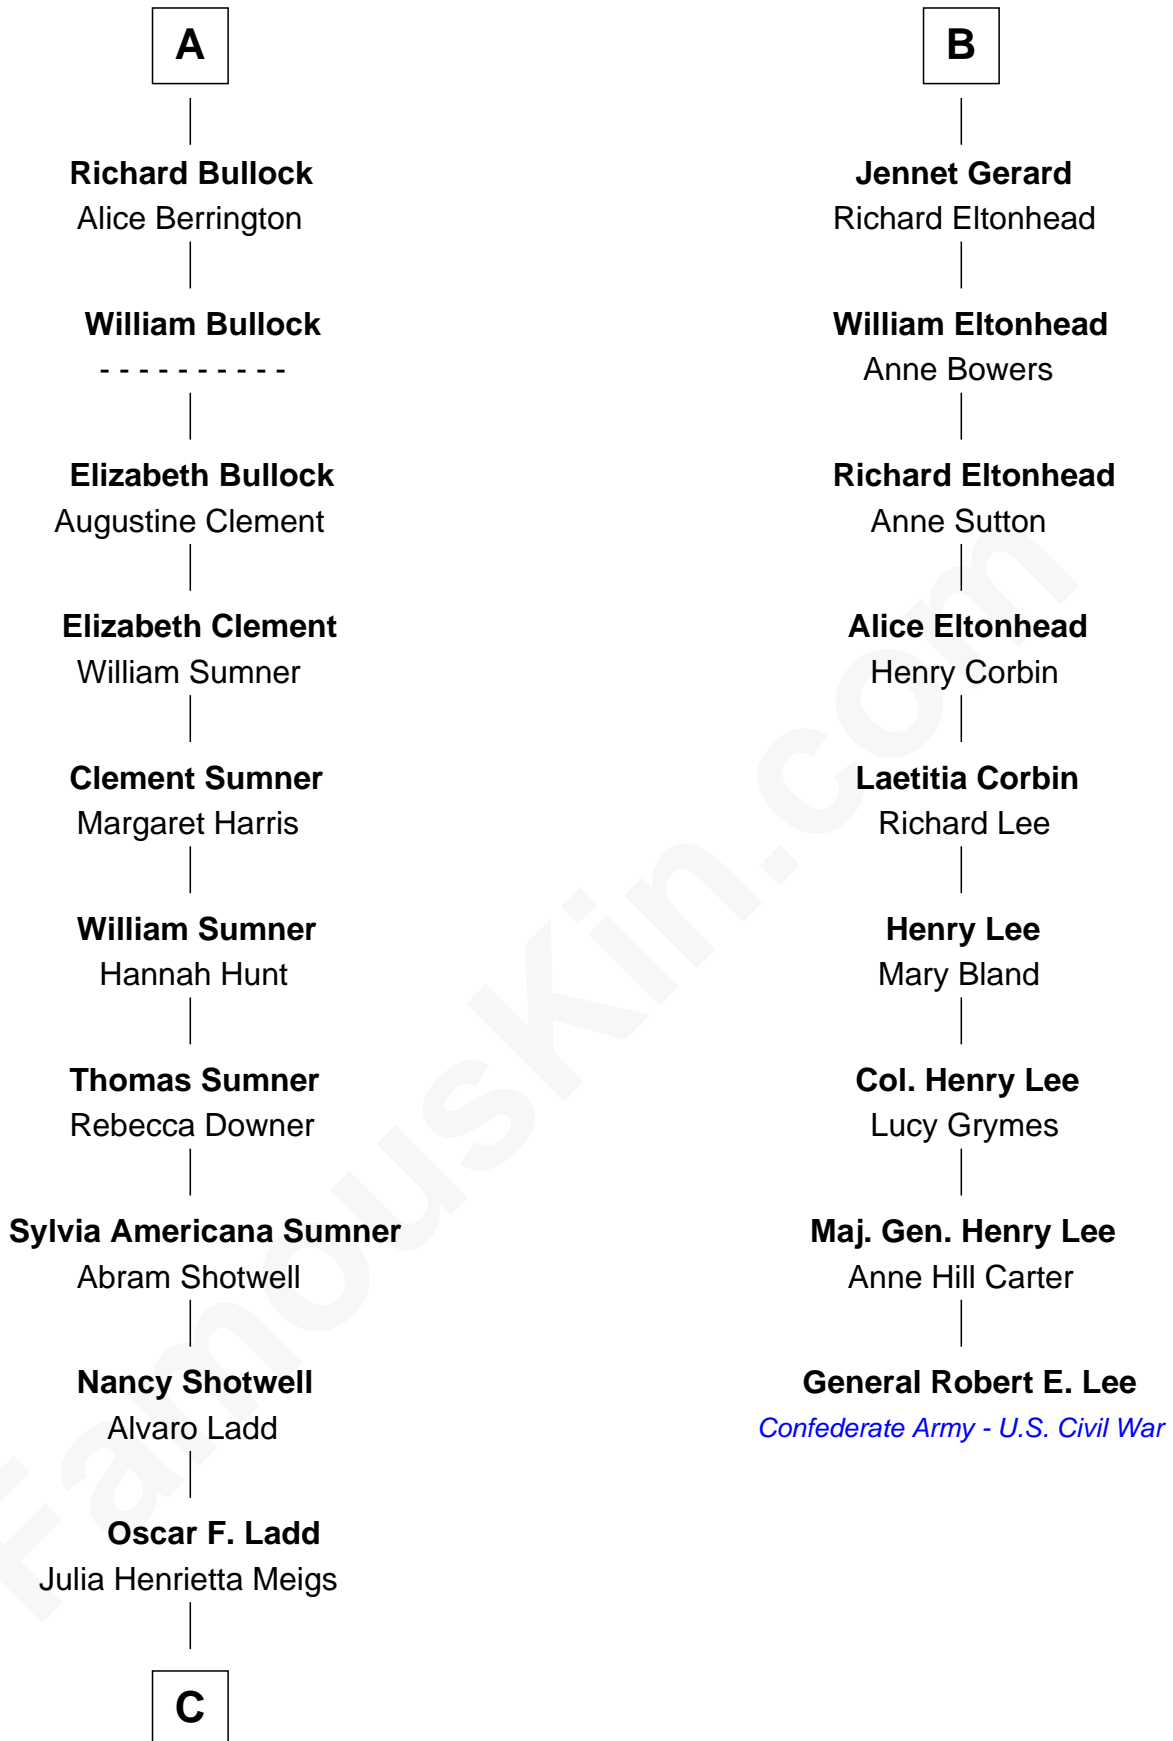 A
Richard Bullock
Alice Berrington
William Bullock
- - - - - - - - - -
Elizabeth Bullock
Augustine Clement
Elizabeth Clement
William Sumner
Clement Sumner
Margaret Harris
William Sumner
Hannah Hunt
Thomas Sumner
Rebecca Downer
Sylvia Americana Sumner
Abram Shotwell
Nancy Shotwell
Alvaro Ladd
Oscar F. Ladd
Julia Henrietta Meigs
C
B
Jennet Gerard
Richard Eltonhead
William Eltonhead
Anne Bowers
Richard Eltonhead
Anne Sutton
Alice Eltonhead
Henry Corbin
Laetitia Corbin
Richard Lee
Henry Lee
Mary Bland
Col. Henry Lee
Lucy Grymes
Maj. Gen. Henry Lee
Anne Hill Carter
General Robert E. Lee
Confederate Army - U.S. Civil War
FamousKin.com